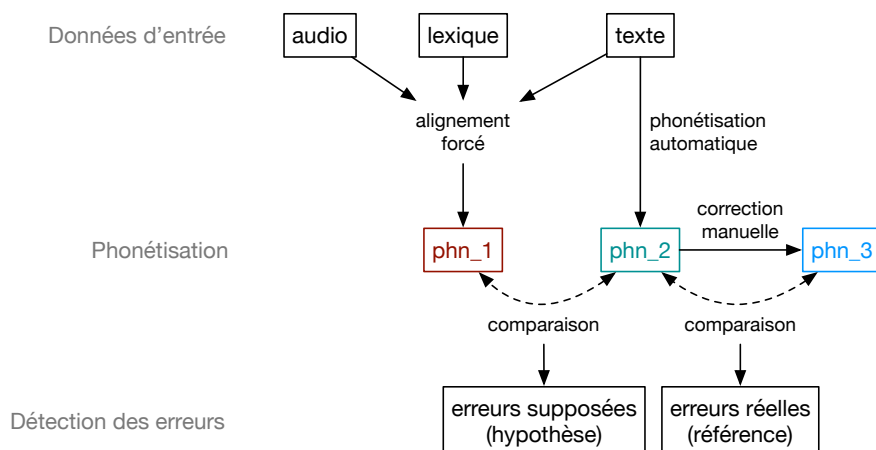 Données d’entrée
audio
lexique
texte
alignement
forcé
phonétisation
automatique
Phonétisation
phn_1
phn_2
correction
manuelle
phn_3
comparaison
comparaison
Détection des erreurs
erreurs supposées
(hypothèse)
erreurs réelles
(référence)